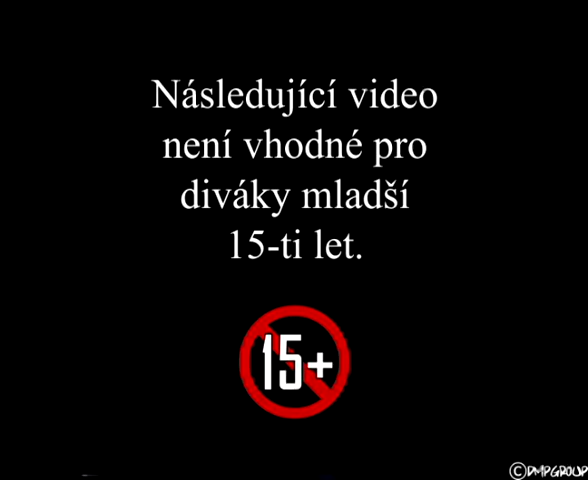 Následující video
není vhodné pro
diváky mladší
15-ti let.
15+
©DMPGROUP